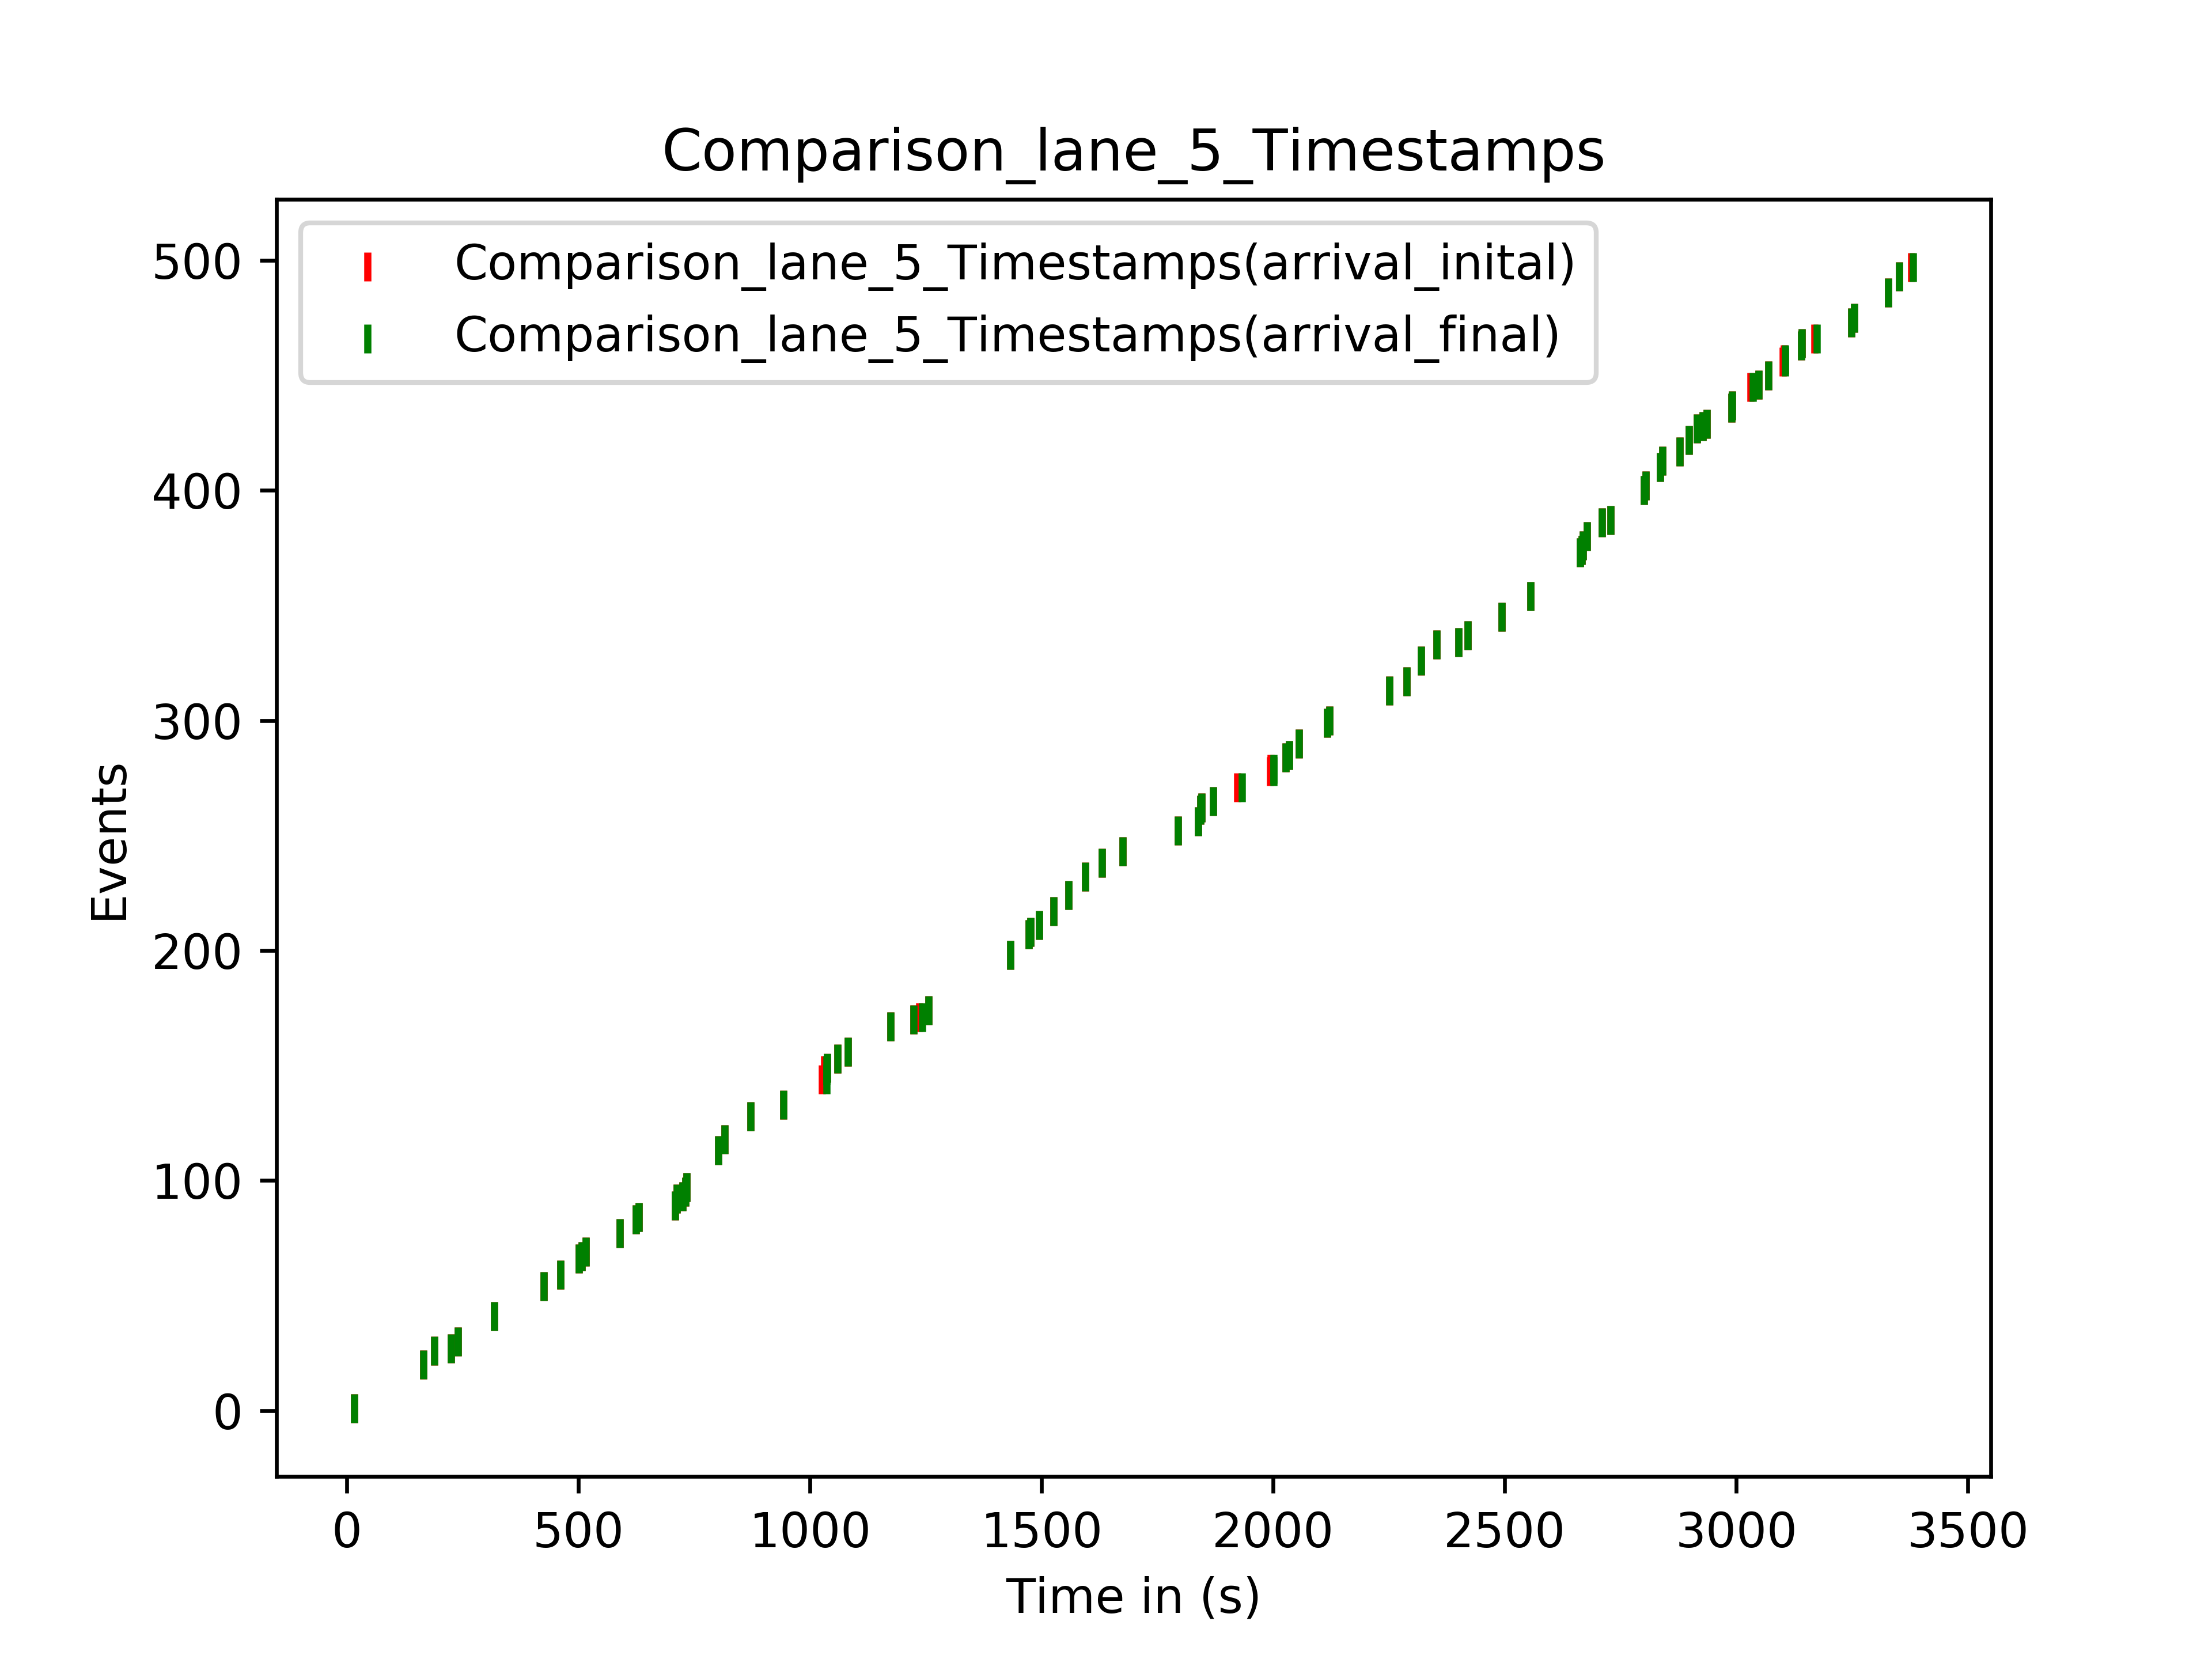 Comparison_lane_5_Timestamps
Comparison_lane_5_Timestamps(arrival_inital)
Comparison_lane_5_Timestamps(arrival_final)
500
400
300
200
100
0
Events
0 500 1000 1500 2000 2500 3000 3500
Time in (s)